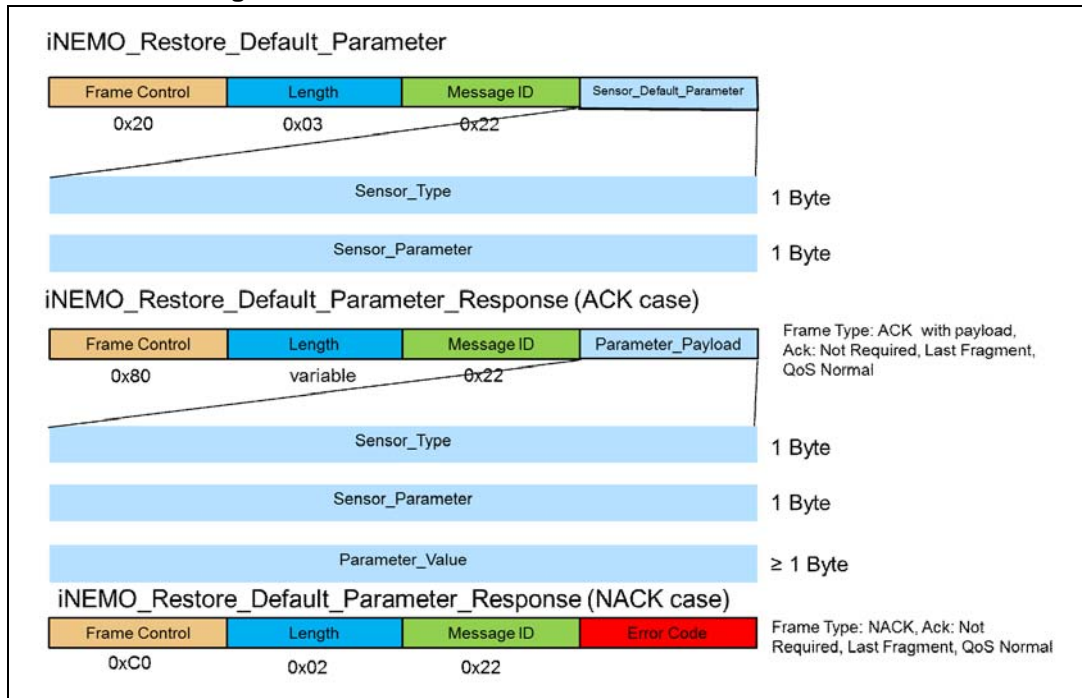 iNEMO_Restore_Default_Parameter
Frame Control Length Message ID Sensor_Default_Parameter
0x20 0x03 0x22
Sensor_Type 1 Byte
Sensor_Parameter 1 Byte
iNEMO_Restore_Default_Parameter_Response (ACK case)
Frame Control Length Message ID Parameter_Payload
0x80 variable 0x22
Frame Type: ACK with payload,
Ack: Not Required, Last Fragment,
QoS Normal
Sensor_Type 1 Byte
Sensor_Parameter 1 Byte
Parameter_Value ≥ 1 Byte
iNEMO_Restore_Default_Parameter_Response (NACK case)
Frame Control Length Message ID Error Code
0xC0 0x02 0x22
Frame Type: NACK, Ack: Not
Required, Last Fragment, QoS Normal